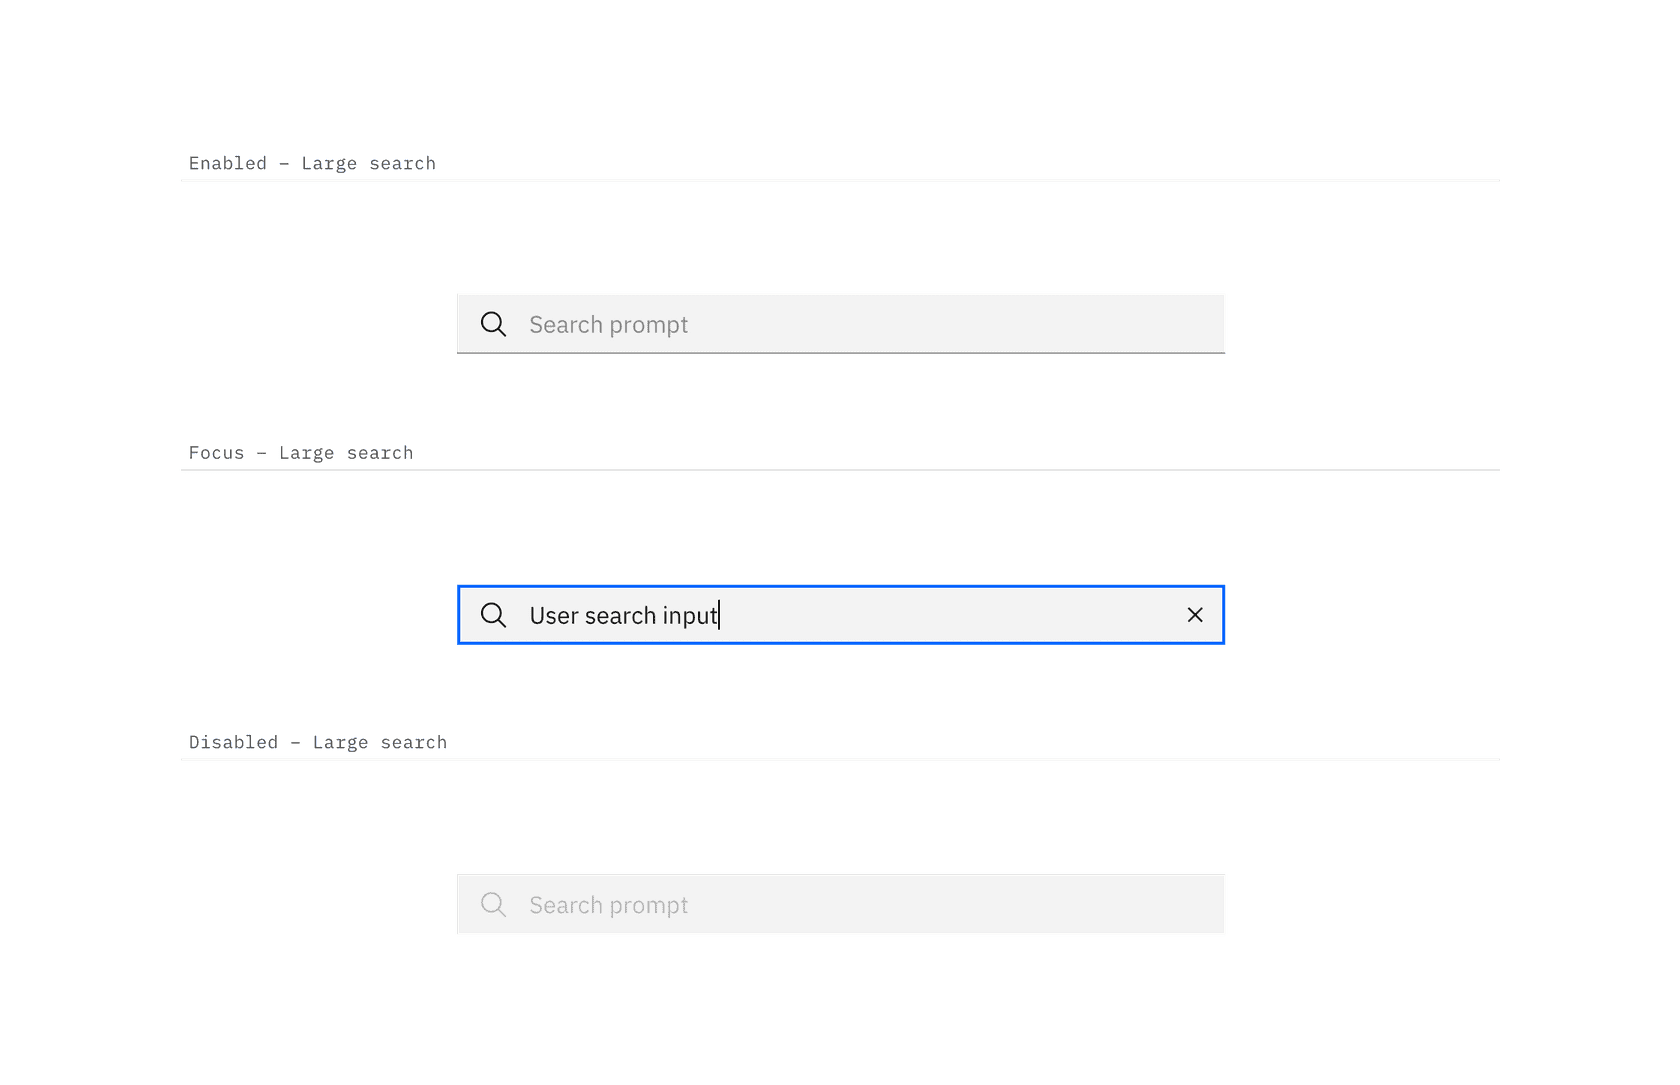 Enabled – Large search
Search prompt
Focus – Large search
User search input
Disabled – Large search
Search prompt